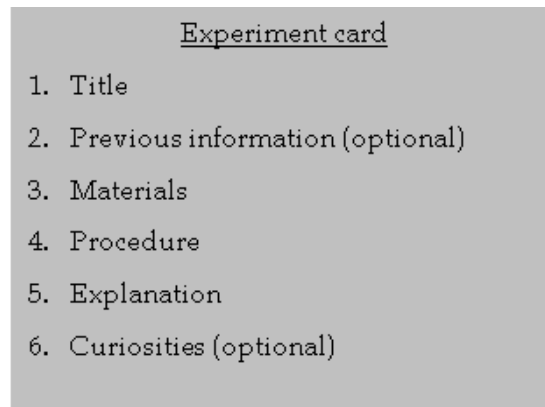 Experiment card
1. Title
2. Previous information (optional)
3. Materials
4. Procedure
5. Explanation
6. Curiosities (optional)